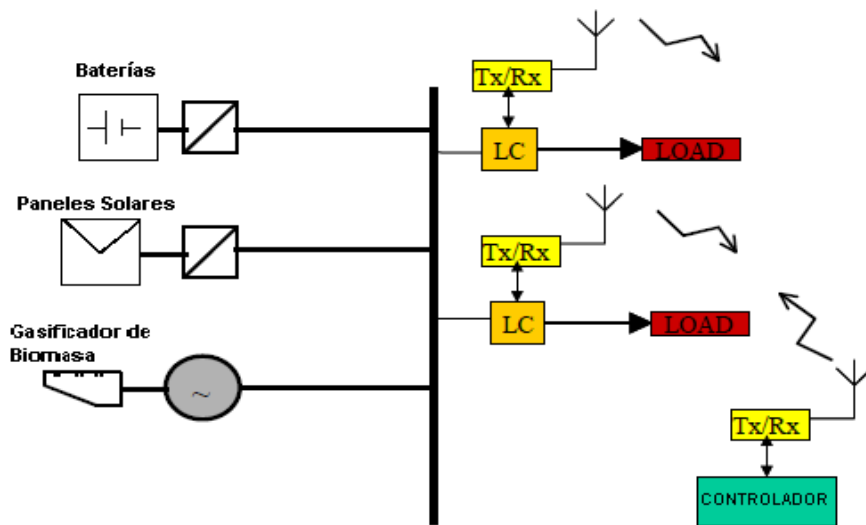 Baterías
Tx/Rx
LC
LOAD
Paneles Solares
Tx/Rx
LC
LOAD
Gasificador de
Biomasa
~
Tx/Rx
CONTROLADOR